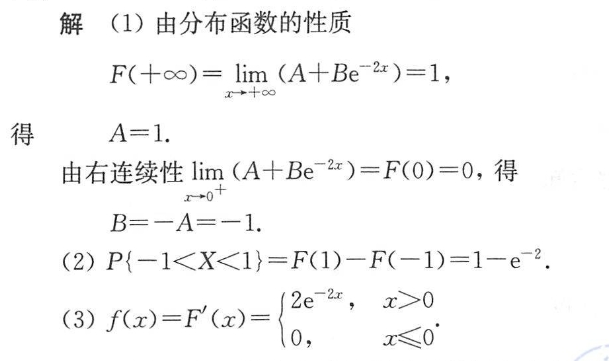 解 (1) 由分布函数的性质
F(+∞)= lim_{x→+∞} (A+Be^{-2x})=1,
得 A=1.
由右连续性 lim_{x→0^+} (A+Be^{-2x})=F(0)=0, 得
B=-A=-1.
(2) P{-1<X<1}=F(1)-F(-1)=1-e^{-2}.
(3) f(x)=F′(x)= { 2e^{-2x}, x>0
0, x≤0 .